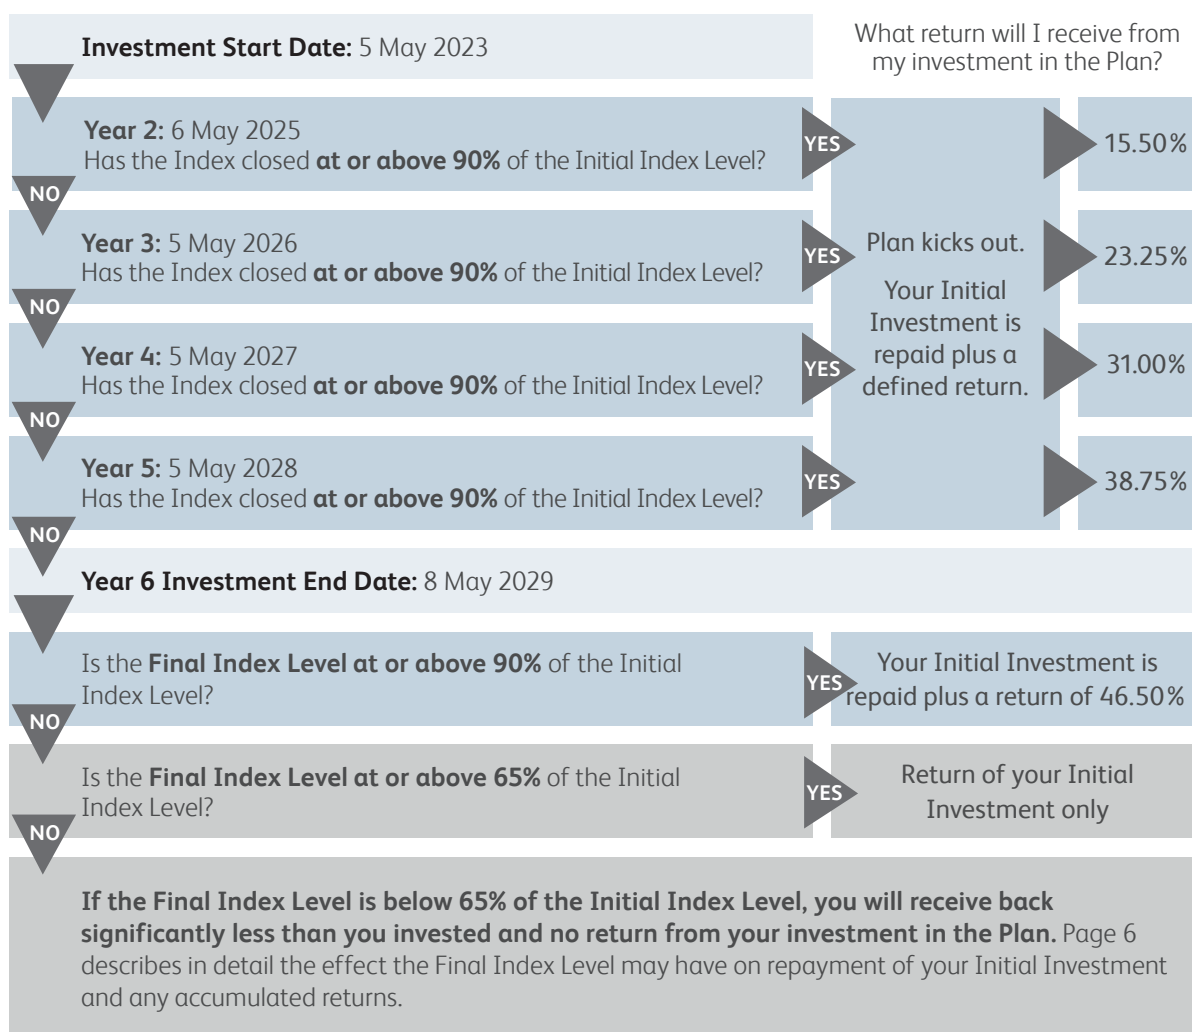 Investment Start Date: 5 May 2023
What return will I receive from
my investment in the Plan?
Year 2: 6 May 2025
Has the Index closed at or above 90% of the Initial Index Level?
YES
15.50%
NO
Year 3: 5 May 2026
Has the Index closed at or above 90% of the Initial Index Level?
YES
23.25%
NO
Year 4: 5 May 2027
Has the Index closed at or above 90% of the Initial Index Level?
YES
31.00%
NO
Year 5: 5 May 2028
Has the Index closed at or above 90% of the Initial Index Level?
YES
38.75%
Plan kicks out.
Your Initial
Investment is
repaid plus a
defined return.
NO
Year 6 Investment End Date: 8 May 2029
Is the Final Index Level at or above 90% of the Initial
Index Level?
YES
Your Initial Investment is
repaid plus a return of 46.50%
NO
Is the Final Index Level at or above 65% of the Initial
Index Level?
YES
Return of your Initial
Investment only
NO
If the Final Index Level is below 65% of the Initial Index Level, you will receive back
significantly less than you invested and no return from your investment in the Plan. Page 6
describes in detail the effect the Final Index Level may have on repayment of your Initial Investment
and any accumulated returns.